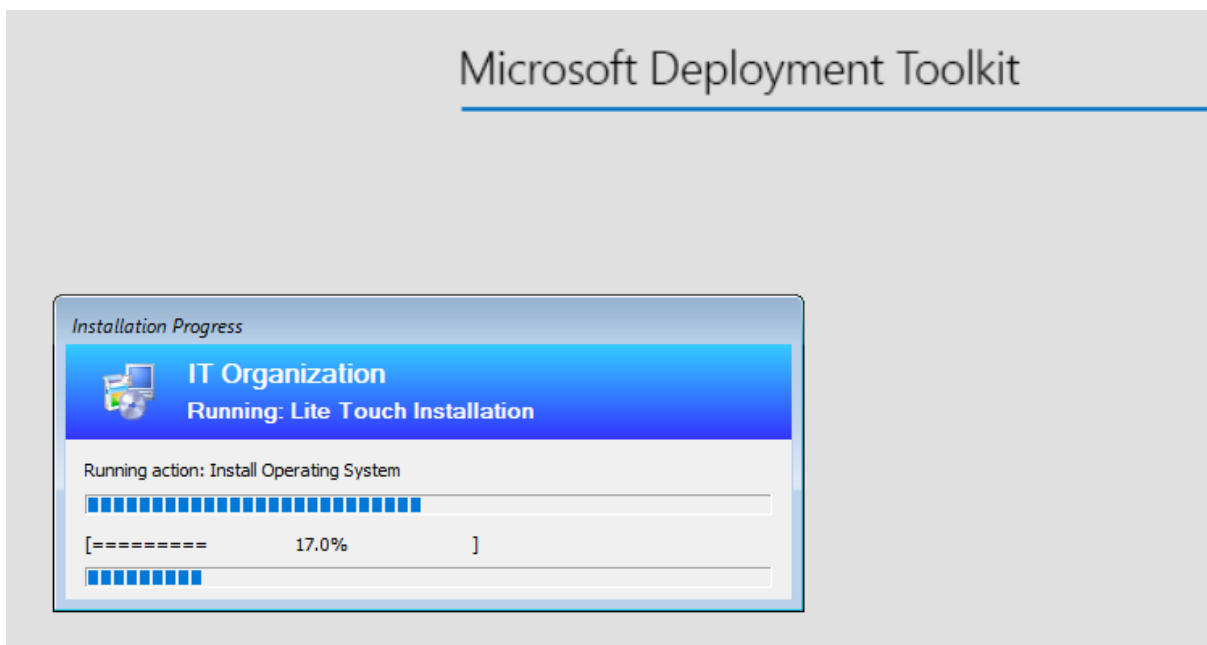 Microsoft Deployment Toolkit
Installation Progress
IT Organization
Running: Lite Touch Installation
Running action: Install Operating System
[========= 17.0% ]